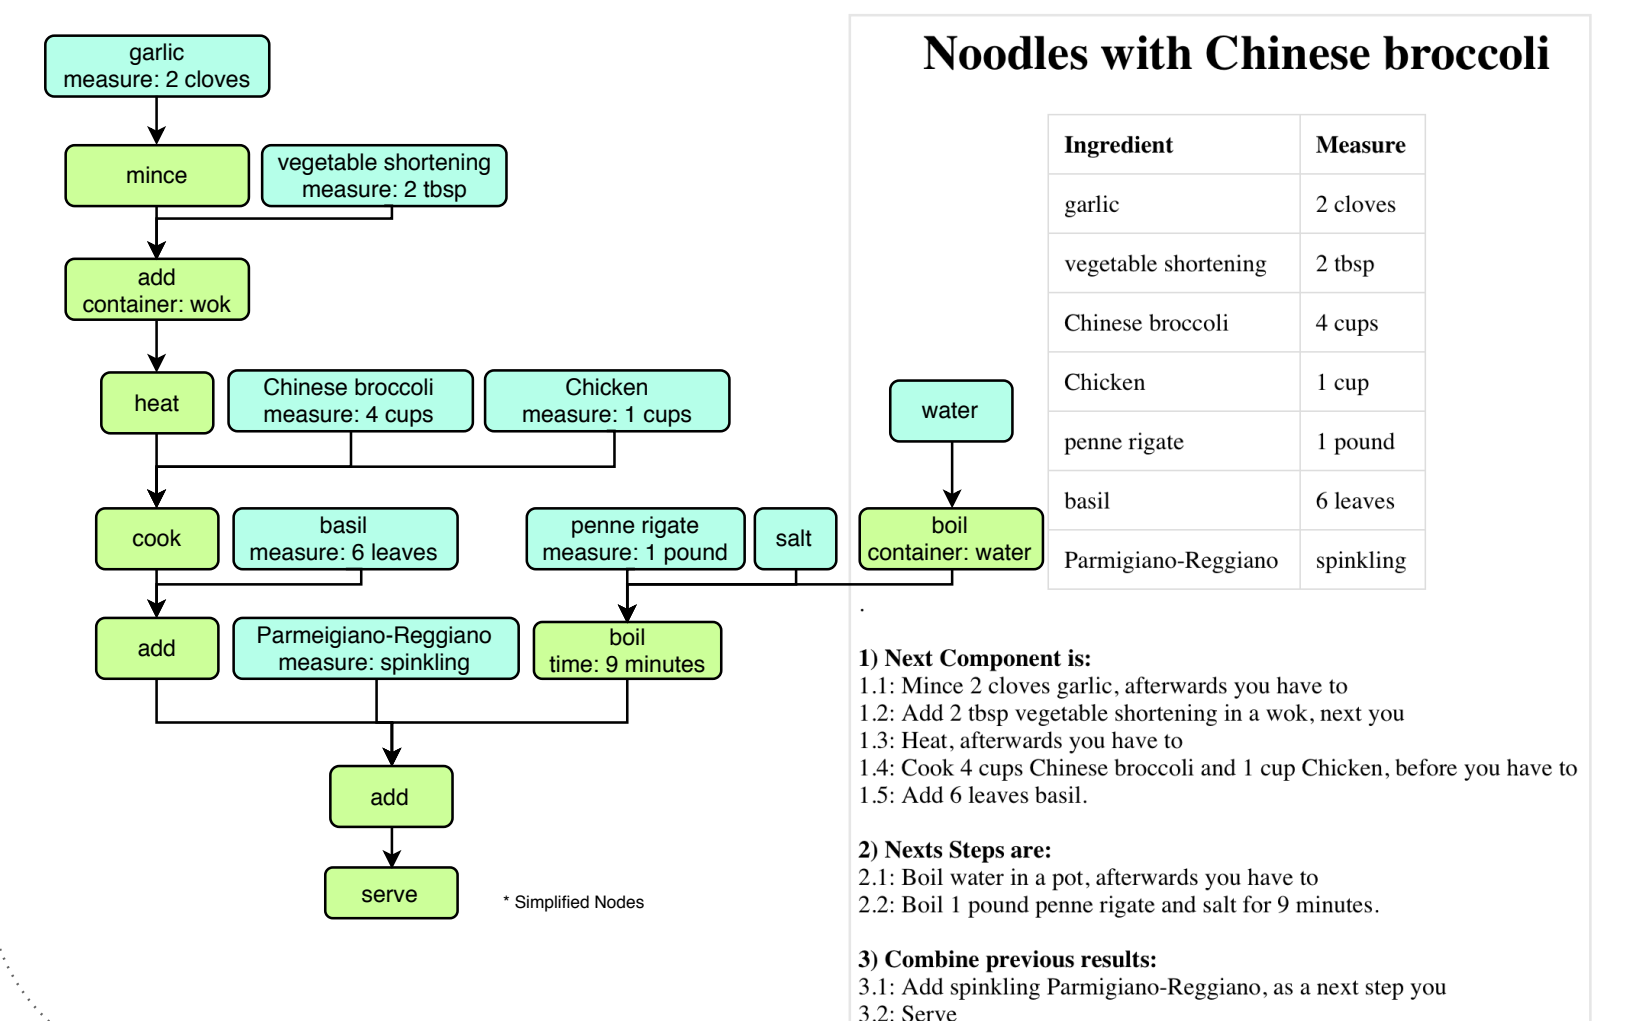 garlic
measure: 2 cloves
mince
vegetable shortening
measure: 2 tbsp
add
container: wok
heat
Chinese broccoli
measure: 4 cups
Chicken
measure: 1 cups
water
cook
basil
measure: 6 leaves
penne rigate
measure: 1 pound
salt
boil
container: water
add
Parmeigiano-Reggiano
measure: spinkling
boil
time: 9 minutes
add
serve
* Simplified Nodes
Noodles with Chinese broccoli
Ingredient Measure
garlic 2 cloves
vegetable shortening 2 tbsp
Chinese broccoli 4 cups
Chicken 1 cup
penne rigate 1 pound
basil 6 leaves
Parmigiano-Reggiano spinkling
.
1) Next Component is:
1.1: Mince 2 cloves garlic, afterwards you have to
1.2: Add 2 tbsp vegetable shortening in a wok, next you
1.3: Heat, afterwards you have to
1.4: Cook 4 cups Chinese broccoli and 1 cup Chicken, before you have to
1.5: Add 6 leaves basil.
2) Nexts Steps are:
2.1: Boil water in a pot, afterwards you have to
2.2: Boil 1 pound penne rigate and salt for 9 minutes.
3) Combine previous results:
3.1: Add spinkling Parmigiano-Reggiano, as a next step you
3.2: Serve